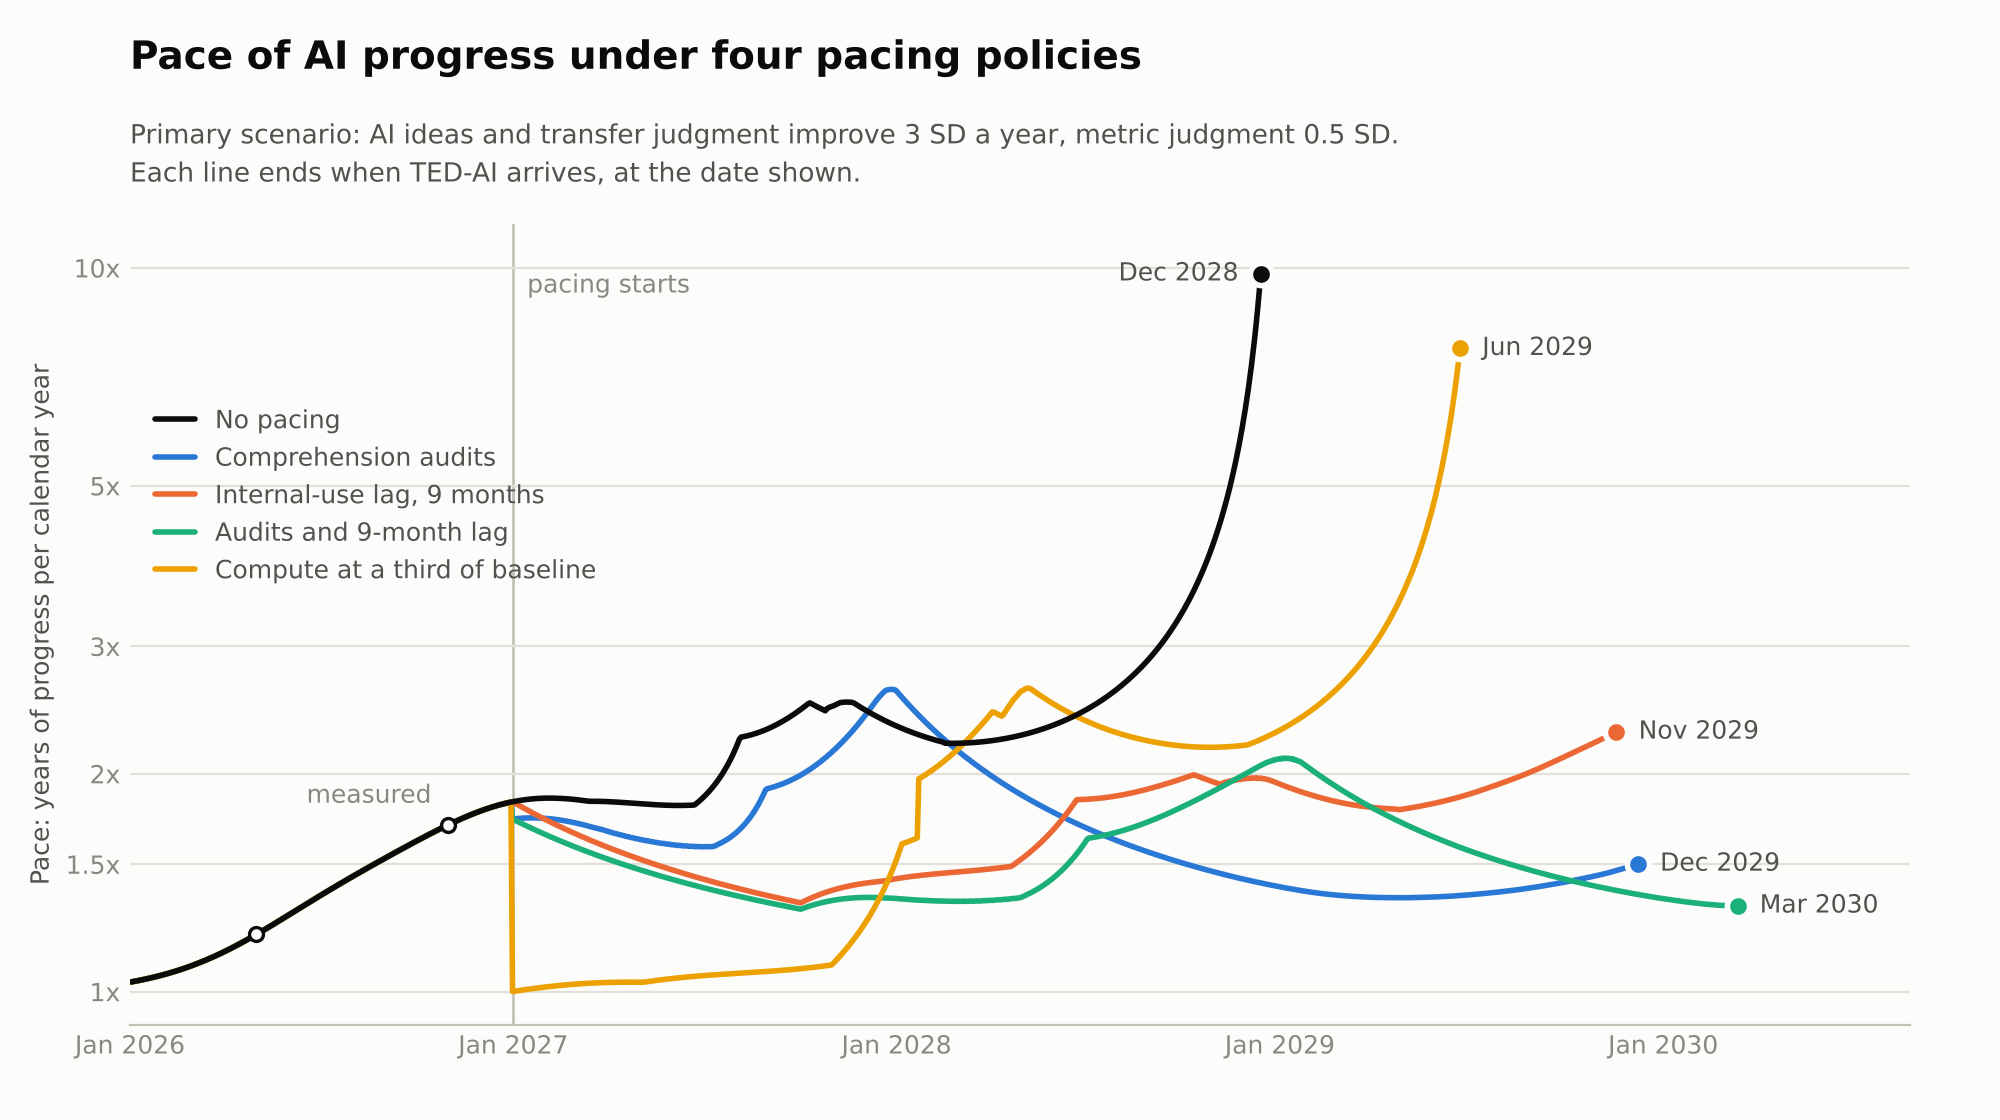 Pace of AI progress under four pacing policies
Primary scenario: AI ideas and transfer judgment improve 3 SD a year, metric judgment 0.5 SD.
Each line ends when TED-AI arrives, at the date shown.
Pace: years of progress per calendar year
10x
5x
3x
2x
1.5x
1x
pacing starts
measured
No pacing
Comprehension audits
Internal-use lag, 9 months
Audits and 9-month lag
Compute at a third of baseline
Dec 2028
Jun 2029
Nov 2029
Dec 2029
Mar 2030
Jan 2026
Jan 2027
Jan 2028
Jan 2029
Jan 2030